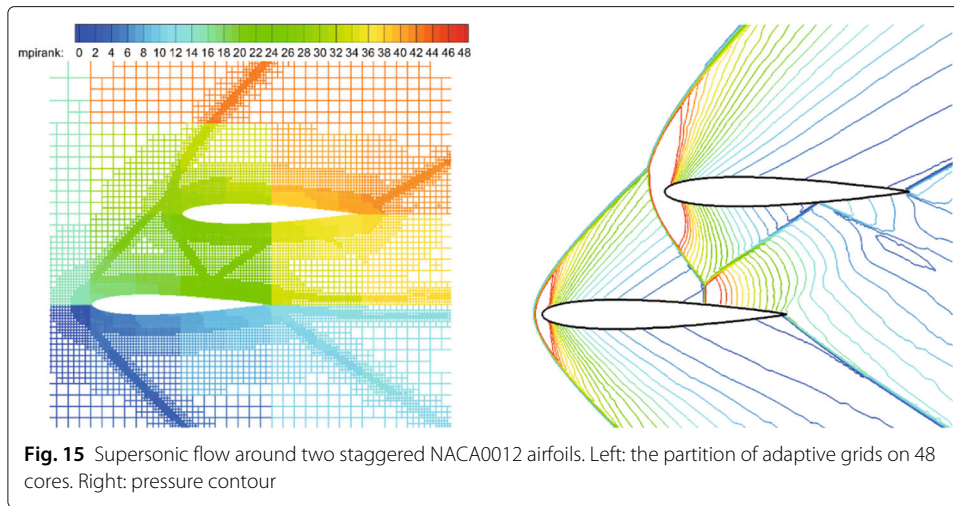 mpirank: 0 2 4 6 8 10 12 14 16 18 20 24 26 28 30 32 34 36 38 40 42 44 46 48
Fig. 15 Supersonic flow around two staggered NACA0012 airfoils. Left: the partition of adaptive grids on 48
cores. Right: pressure contour